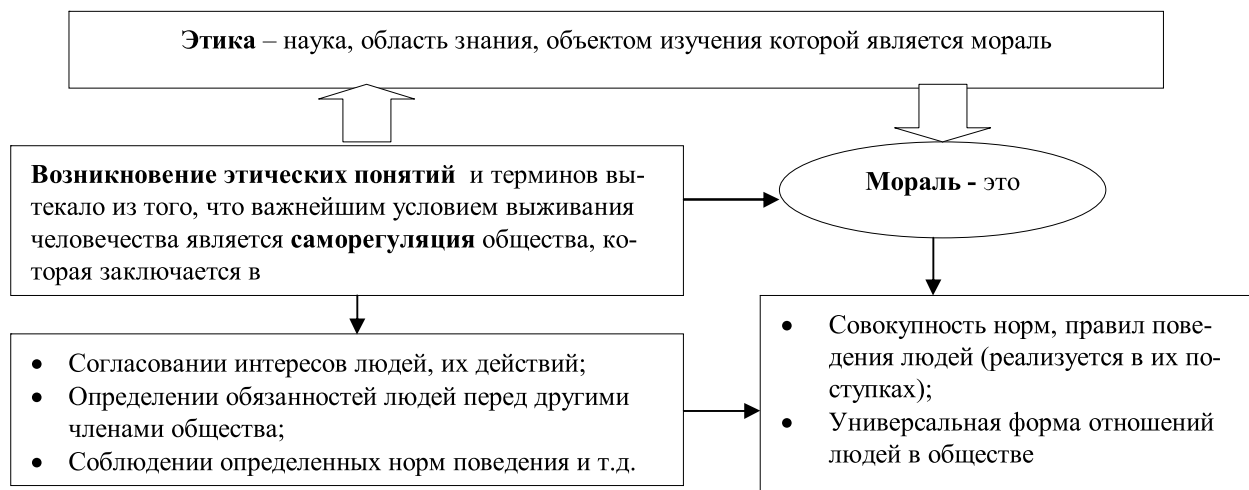 Этика – наука, область знания, объектом изучения которой является мораль
Возникновение этических понятий и терминов вы-
текало из того, что важнейшим условием выживания
человечества является саморегуляция общества, ко-
торая заключается в
Мораль - это
• Согласовании интересов людей, их действий;
• Определении обязанностей людей перед другими
членами общества;
• Соблюдении определенных норм поведения и т.д.
• Совокупность норм, правил пове-
дения людей (реализуется в их по-
ступках);
• Универсальная форма отношений
людей в обществе